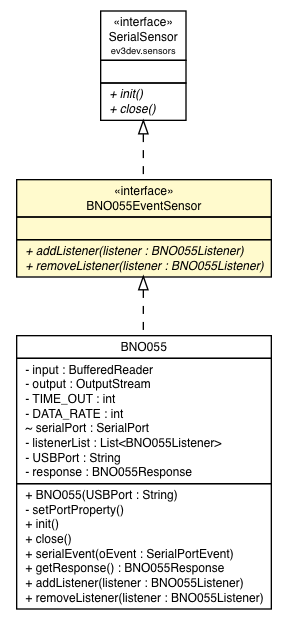 «interface»
SerialSensor
ev3dev.sensors
+ init()
+ close()
«interface»
BNO055EventSensor
+ addListener(listener : BNO055Listener)
+ removeListener(listener : BNO055Listener)
BNO055
- input : BufferedReader
- output : OutputStream
- TIME_OUT : int
- DATA_RATE : int
~ serialPort : SerialPort
- listenerList : List<BNO055Listener>
- USBPort : String
- response : BNO055Response
+ BNO055(USBPort : String)
- setPortProperty()
+ init()
+ close()
+ serialEvent(oEvent : SerialPortEvent)
+ getResponse() : BNO055Response
+ addListener(listener : BNO055Listener)
+ removeListener(listener : BNO055Listener)